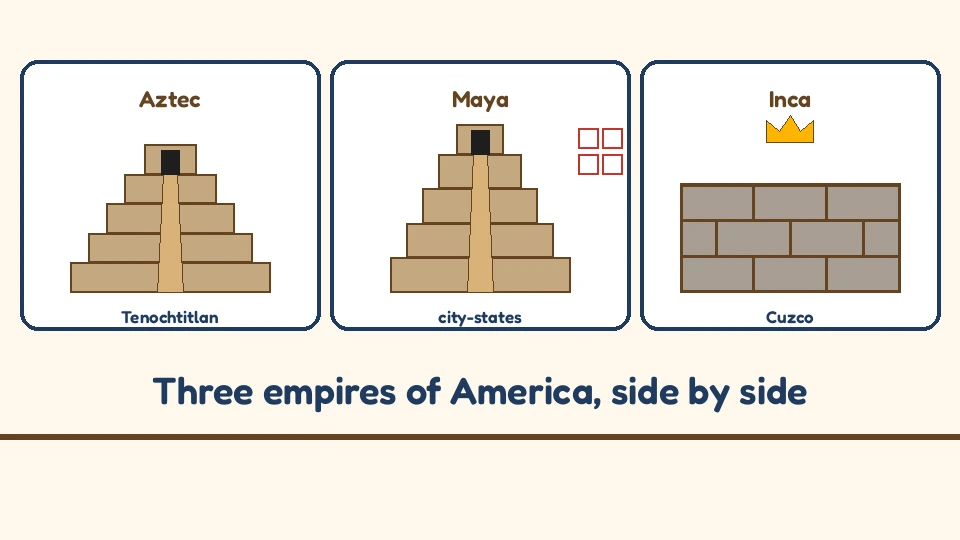 Aztec
Maya
Inca
Tenochtitlan
city-states
Cuzco
Three empires of America, side by side